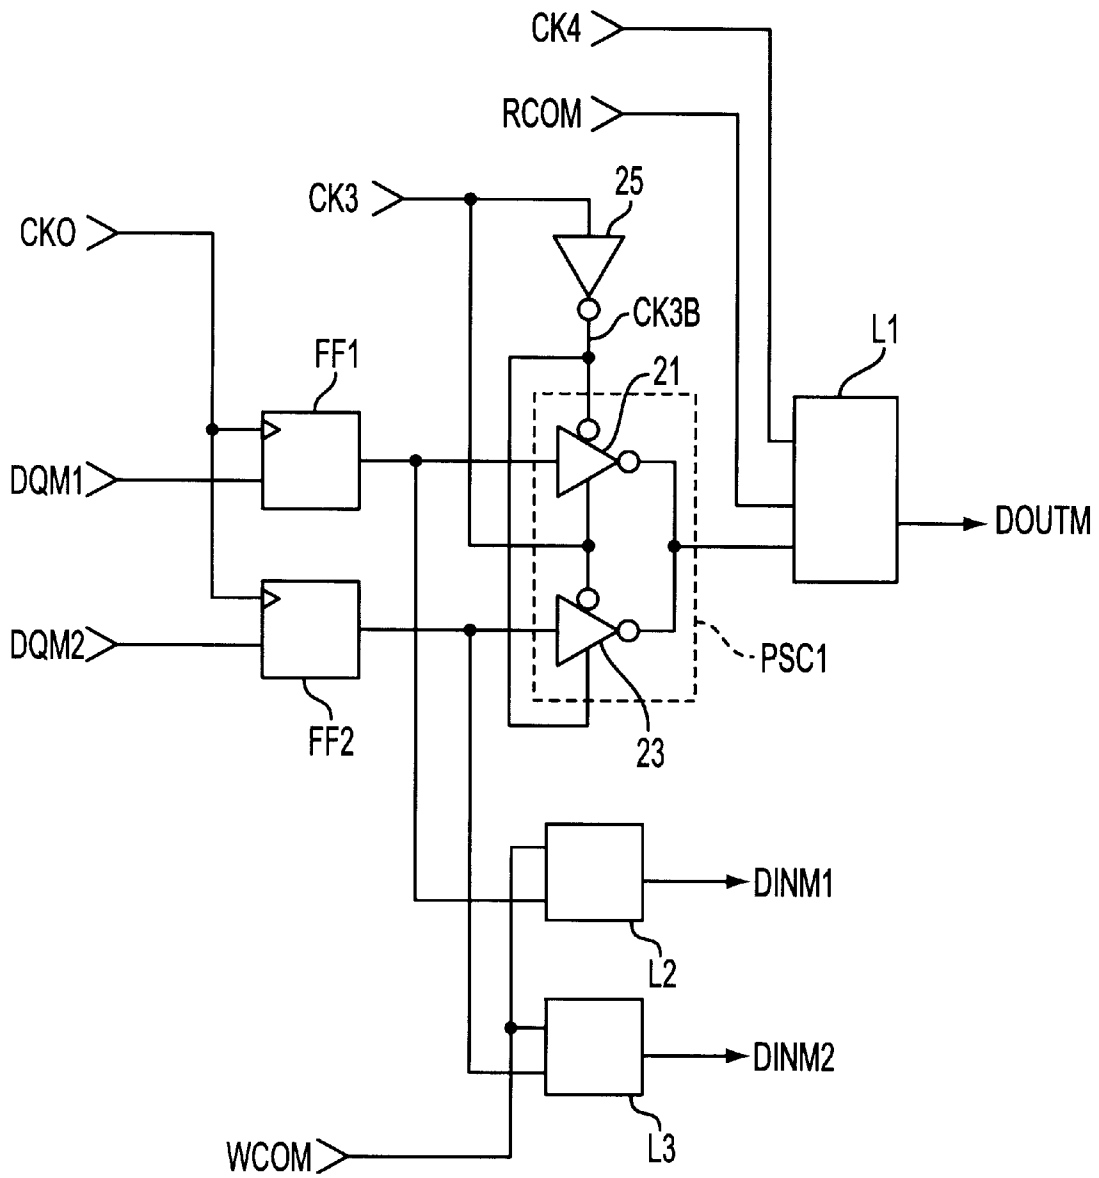 CK4
RCOM
25
CK3
CKO
CK3B
L1
FF1
21
DQM1
DOUTM
DQM2
PSC1
FF2
23
DINM1
L2
DINM2
L3
WCOM